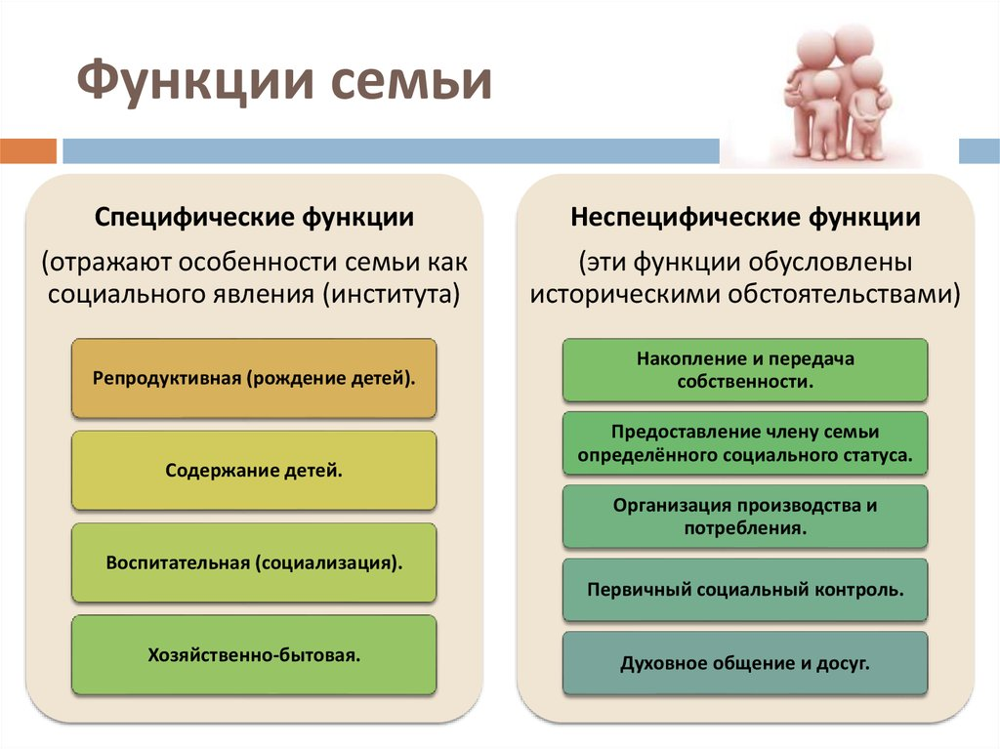 Функции семьи
Специфические функции
(отражают особенности семьи как
социального явления (института)
Репродуктивная (рождение детей).
Содержание детей.
Воспитательная (социализация).
Хозяйственно-бытовая.
Неспецифические функции
(эти функции обусловлены
историческими обстоятельствами)
Накопление и передача
собственности.
Предоставление члену семьи
определённого социального статуса.
Организация производства и
потребления.
Первичный социальный контроль.
Духовное общение и досуг.